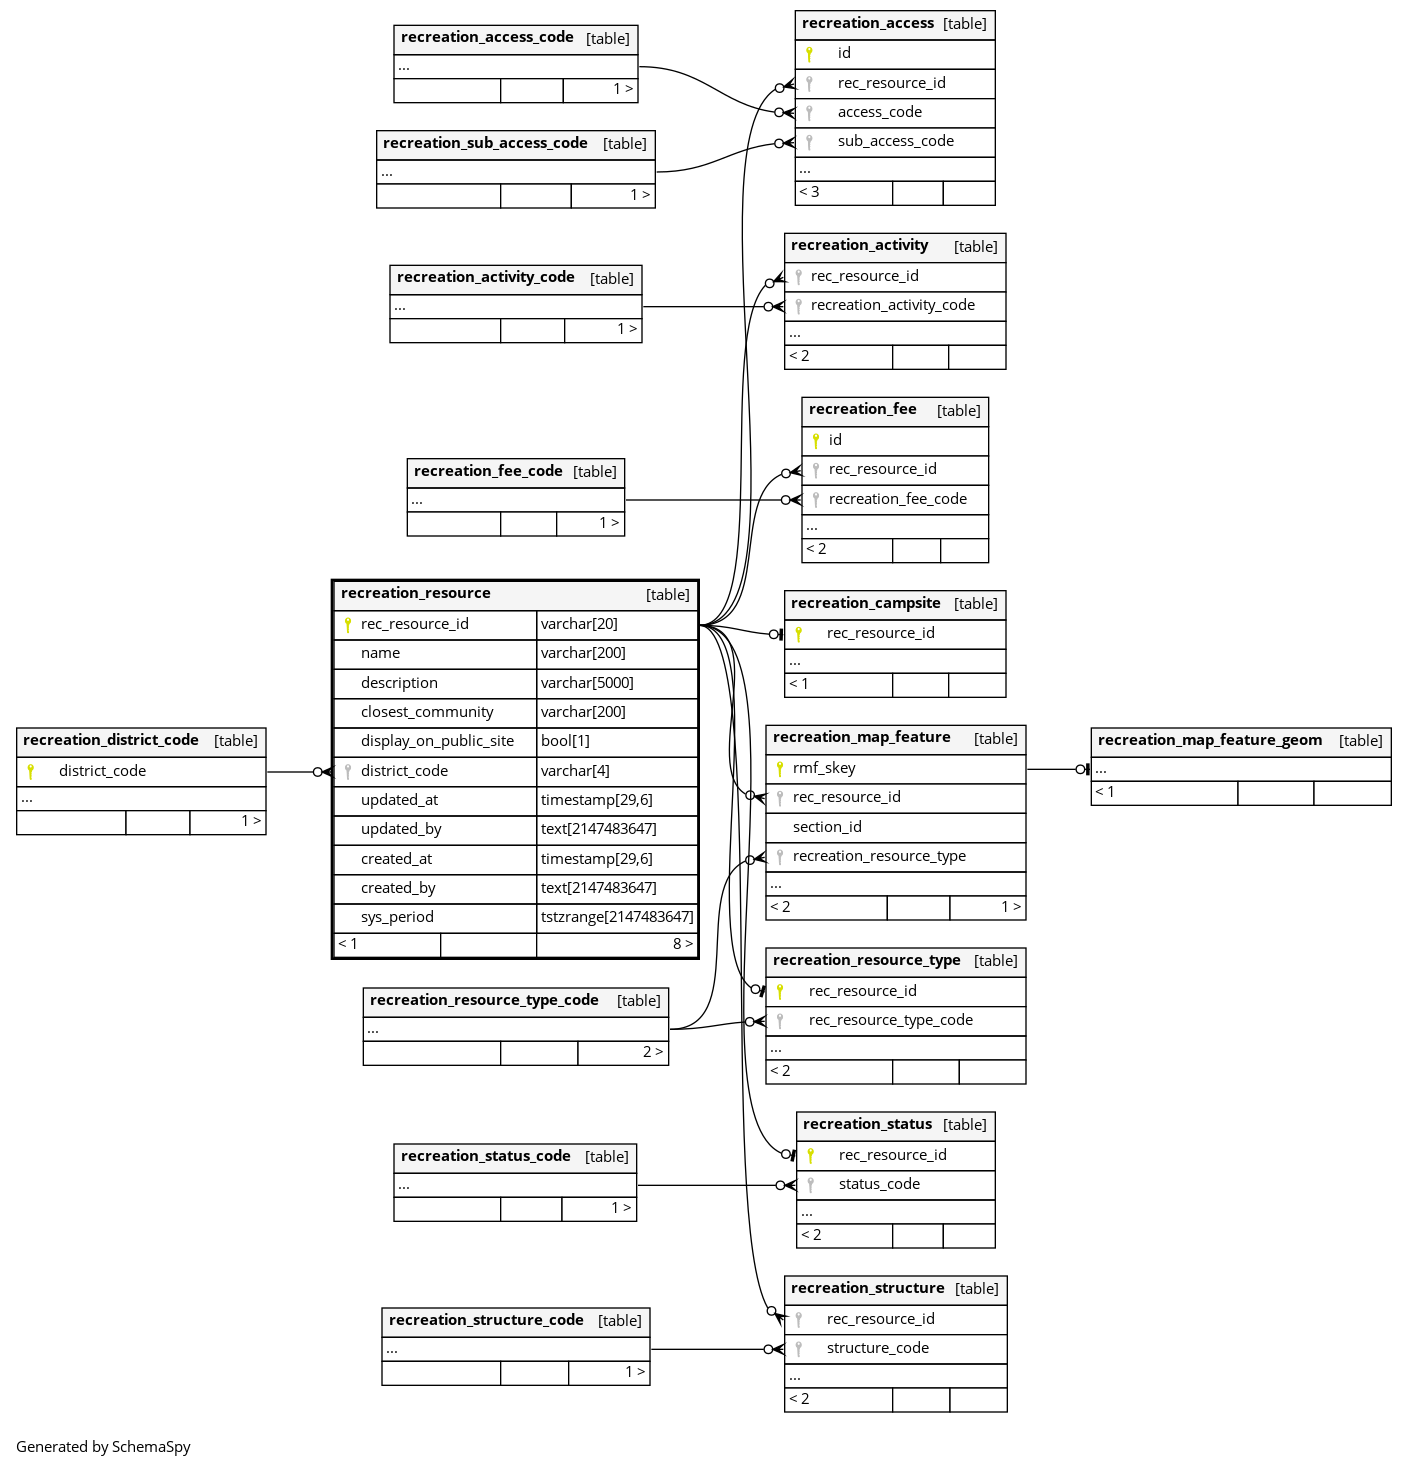 recreation_access_code [table]
...
1 >
recreation_sub_access_code [table]
...
1 >
recreation_activity_code [table]
...
1 >
recreation_fee_code [table]
...
1 >
recreation_district_code [table]
district_code
...
1 >
recreation_resource [table]
rec_resource_id varchar[20]
name varchar[200]
description varchar[5000]
closest_community varchar[200]
display_on_public_site bool[1]
district_code varchar[4]
updated_at timestamp[29,6]
updated_by text[2147483647]
created_at timestamp[29,6]
created_by text[2147483647]
sys_period tstzrange[2147483647]
< 1 8 >
recreation_resource_type_code [table]
...
2 >
recreation_status_code [table]
...
1 >
recreation_structure_code [table]
...
1 >
recreation_access [table]
id
rec_resource_id
access_code
sub_access_code
...
< 3
recreation_activity [table]
rec_resource_id
recreation_activity_code
...
< 2
recreation_fee [table]
id
rec_resource_id
recreation_fee_code
...
< 2
recreation_campsite [table]
rec_resource_id
...
< 1
recreation_map_feature [table]
rmf_skey
rec_resource_id
section_id
recreation_resource_type
...
< 2 1 >
recreation_map_feature_geom [table]
...
< 1
recreation_resource_type [table]
rec_resource_id
rec_resource_type_code
...
< 2
recreation_status [table]
rec_resource_id
status_code
...
< 2
recreation_structure [table]
rec_resource_id
structure_code
...
< 2
Generated by SchemaSpy